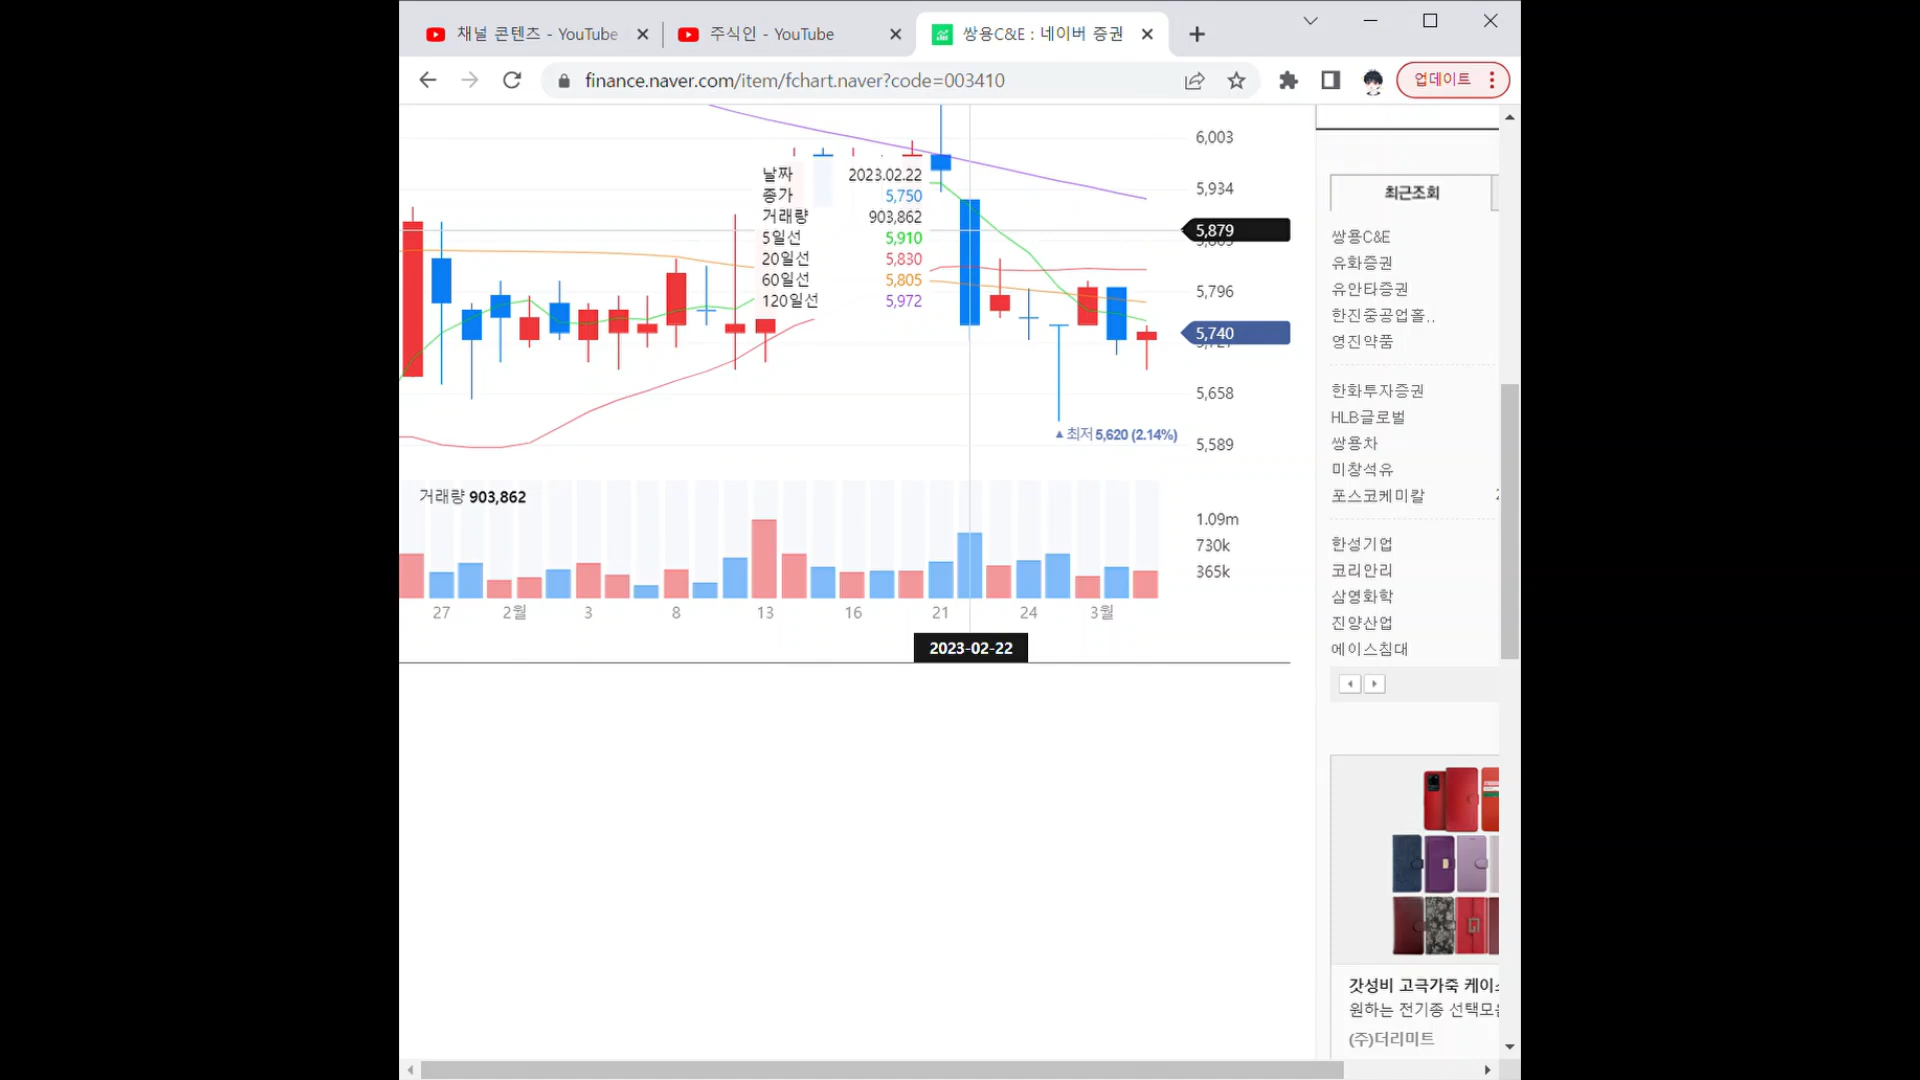 채널 콘텐츠 - YouTube
주식인 - YouTube
쌍용C&E : 네이버 증권
finance.naver.com/item/fchart.naver?code=003410
업데이트
날짜 2023.02.22
종가 5,750
거래량 903,862
5일선 5,910
20일선 5,830
60일선 5,805
120일선 5,972
6,003
5,934
5,879
5,796
5,740
5,658
5,589
▲최저 5,620 (2.14%)
거래량 903,862
1.09m
730k
365k
27 2월 3 8 13 16 21 24 3월
2023-02-22
최근조회
쌍용C&E
유화증권
유안타증권
한진중공업홀..
영진약품
한화투자증권
HLB글로벌
쌍용차
미창석유
포스코케미칼
한성기업
코리안리
삼영화학
진양산업
에이스침대
갓성비 고극가죽 케이
원하는 전기종 선택모
(주)더리미트